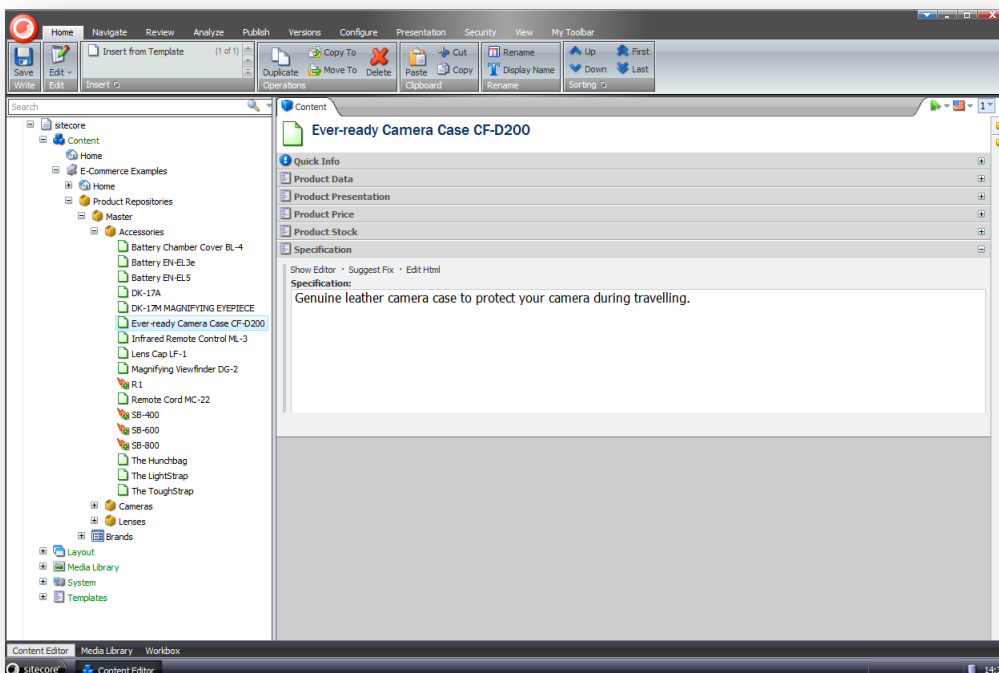 Home Navigate Review Analyze Publish Versions Configure Presentation Security View My Toolbar
Save
Write
Edit
Edit
Insert from Template (1 of 1)
Insert
Duplicate
Copy To
Move To
Delete
Operations
Paste
Cut
Copy
Clipboard
Rename
Display Name
Rename
Up First
Down Last
Sorting
Search
sitecore
Content
Home
E-Commerce Examples
Home
Product Repositories
Master
Accessories
Battery Chamber Cover BL-4
Battery EN-EL3e
Battery EN-EL5
DK-17A
DK-17M MAGNIFYING EYEPIECE
Ever-ready Camera Case CF-D200
Infrared Remote Control ML-3
Lens Cap LF-1
Magnifying Viewfinder DG-2
R1
Remote Cord MC-22
SB-400
SB-600
SB-800
The Hunchbag
The LightStrap
The ToughStrap
Cameras
Lenses
Brands
Layout
Media Library
System
Templates
Content
1
Ever-ready Camera Case CF-D200
Quick Info
Product Data
Product Presentation
Product Price
Product Stock
Specification
Show Editor · Suggest Fix · Edit Html
Specification:
Genuine leather camera case to protect your camera during travelling.
Content Editor Media Library Workbox
sitecore Content Editor